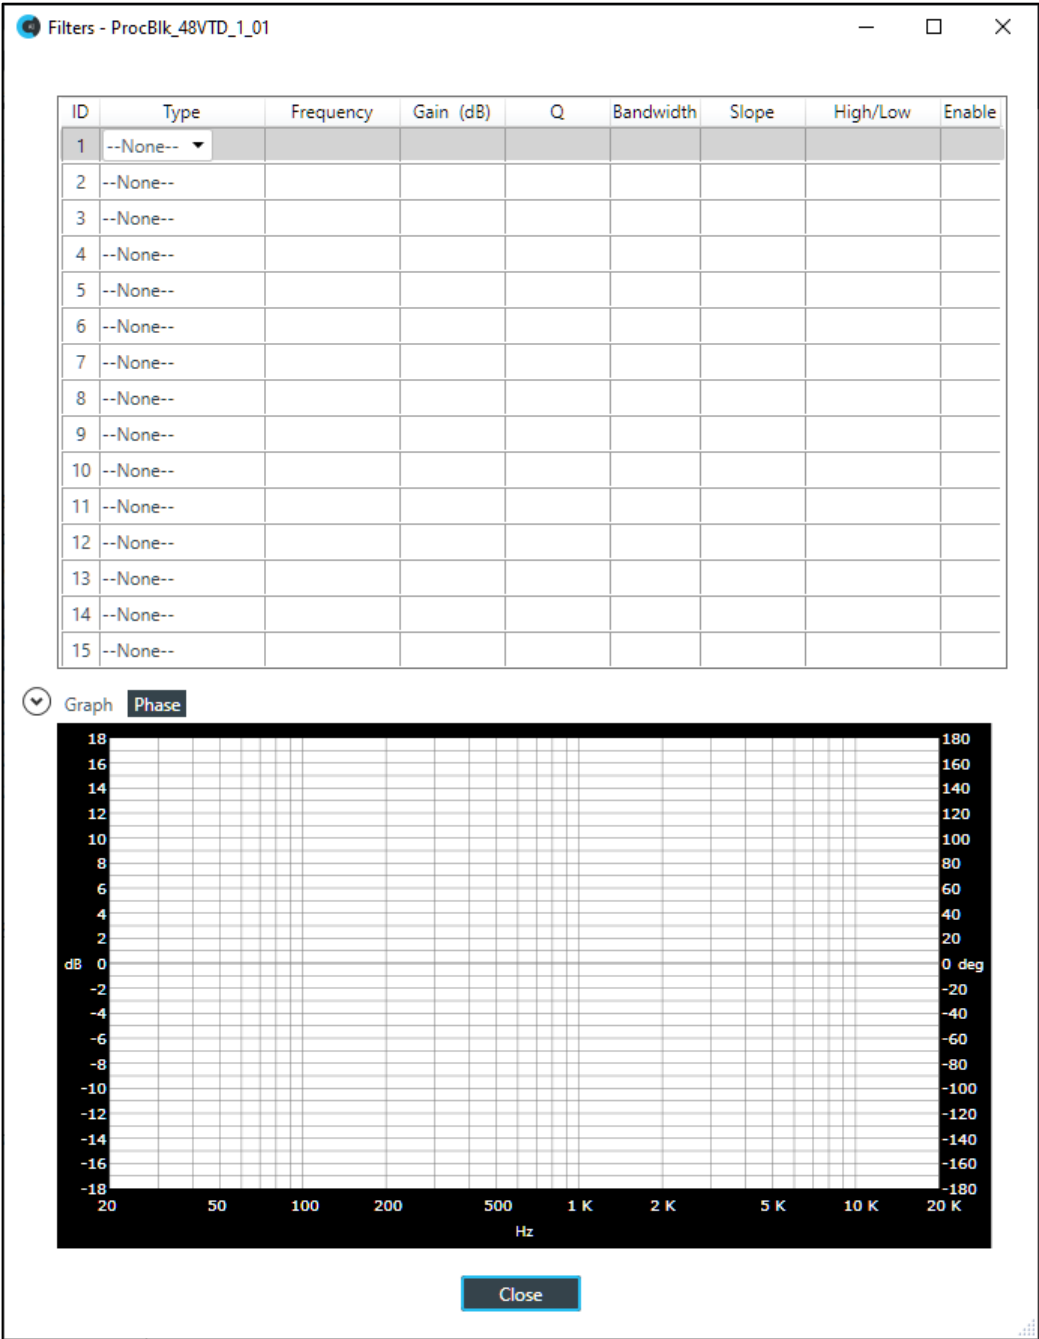 Filters - ProcBlk_48VTD_1_01
ID Type Frequency Gain (dB) Q Bandwidth Slope High/Low Enable
1 --None--
2 --None--
3 --None--
4 --None--
5 --None--
6 --None--
7 --None--
8 --None--
9 --None--
10 --None--
11 --None--
12 --None--
13 --None--
14 --None--
15 --None--
Graph Phase
18 180
16 160
14 140
12 120
10 100
8 80
6 60
4 40
2 20
dB 0 0 deg
-2 -20
-4 -40
-6 -60
-8 -80
-10 -100
-12 -120
-14 -140
-16 -160
-18 -180
20 50 100 200 500 1 K 2 K 5 K 10 K 20 K
Hz
Close